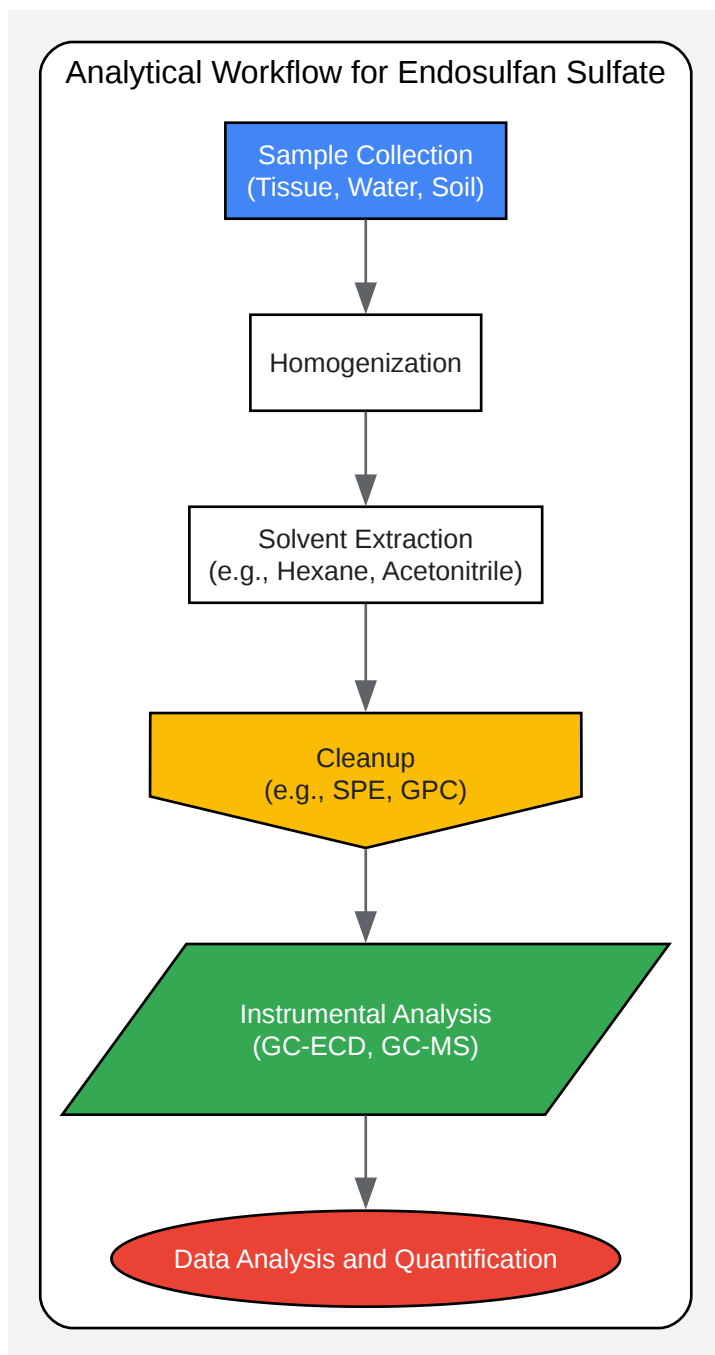 Analytical Workflow for Endosulfan Sulfate
Sample Collection
(Tissue, Water, Soil)
Homogenization
Solvent Extraction
(e.g., Hexane, Acetonitrile)
Cleanup
(e.g., SPE, GPC)
Instrumental Analysis
(GC-ECD, GC-MS)
Data Analysis and Quantification